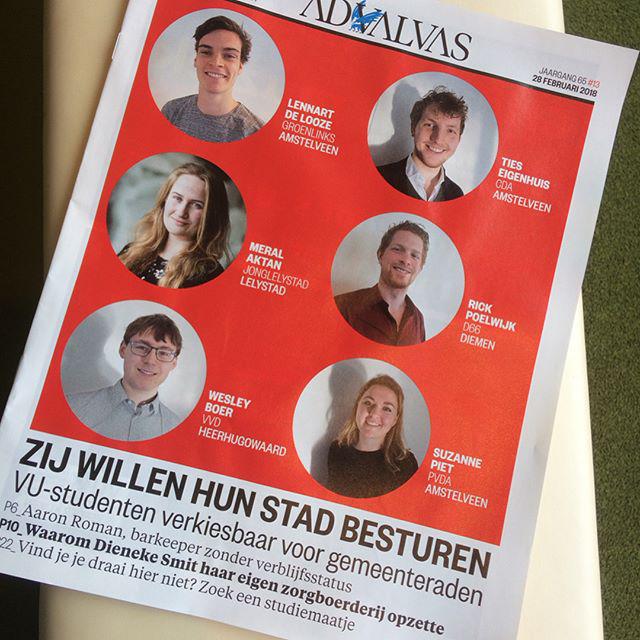 ADVALVAS
JAARGANG 65 #13
28 FEBRUARI 2018
LENNART
DE LOOZE
GROENLINKS
AMSTELVEEN
TIES
EIGENHUIS
CDA
AMSTELVEEN
MERAL
AKTAN
JONGLELYSTAD
LELYSTAD
RICK
POELWIJK
D66
DIEMEN
WESLEY
BOER
VVD
HEERHUGOWAARD
SUZANNE
PIET
PVDA
AMSTELVEEN
ZIJ WILLEN HUN STAD BESTUREN
VU-studenten verkiesbaar voor gemeenteraden
P6_Aaron Roman, barkeeper zonder verblijfsstatus
P10_Waarom Dieneke Smit haar eigen zorgboerderij opzette
22_Vind je je draai hier niet? Zoek een studiemaatje